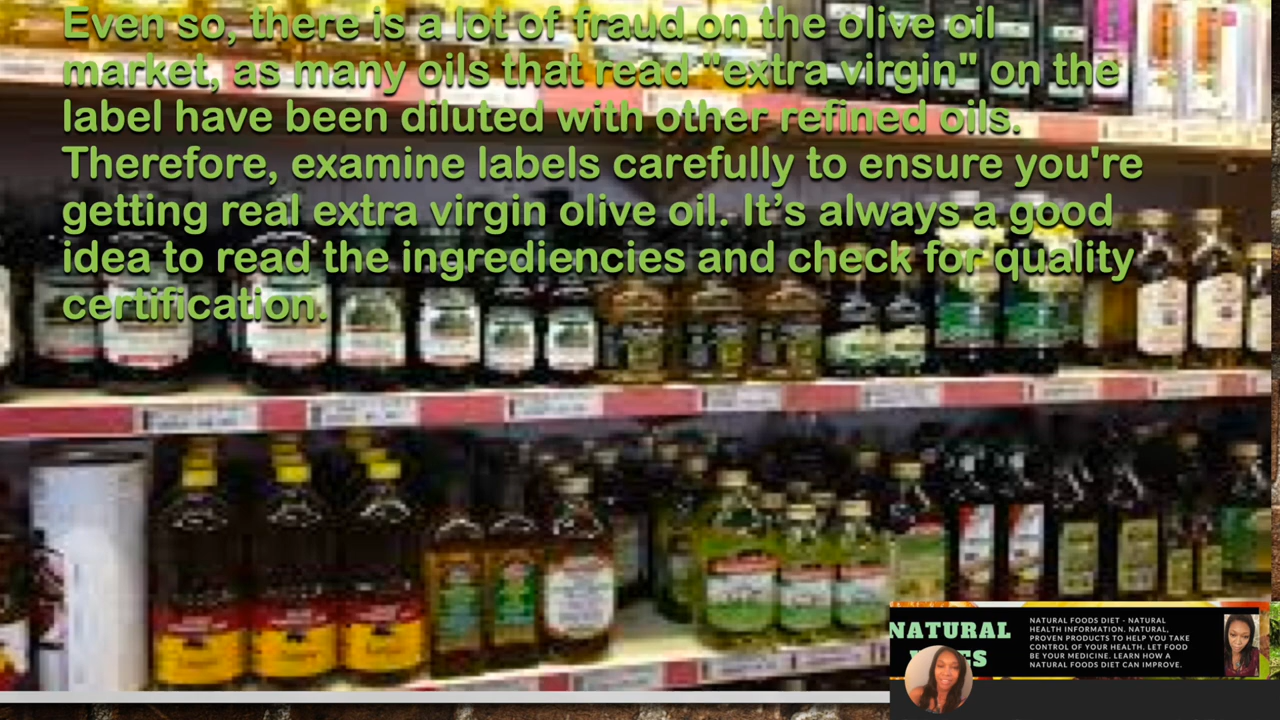 Even so, there is a lot of fraud on the olive oil
market, as many oils that read "extra virgin" on the
label have been diluted with other refined oils.
Therefore, examine labels carefully to ensure you're
getting real extra virgin olive oil. It’s always a good
idea to read the ingrediencies and check for quality
certification.
NATURAL
NATURAL FOODS DIET - NATURAL
HEALTH INFORMATION. NATURAL,
PROVEN PRODUCTS TO HELP YOU TAKE
CONTROL OF YOUR HEALTH. LET FOOD
BE YOUR MEDICINE. LEARN HOW A
NATURAL FOODS DIET CAN IMPROVE.